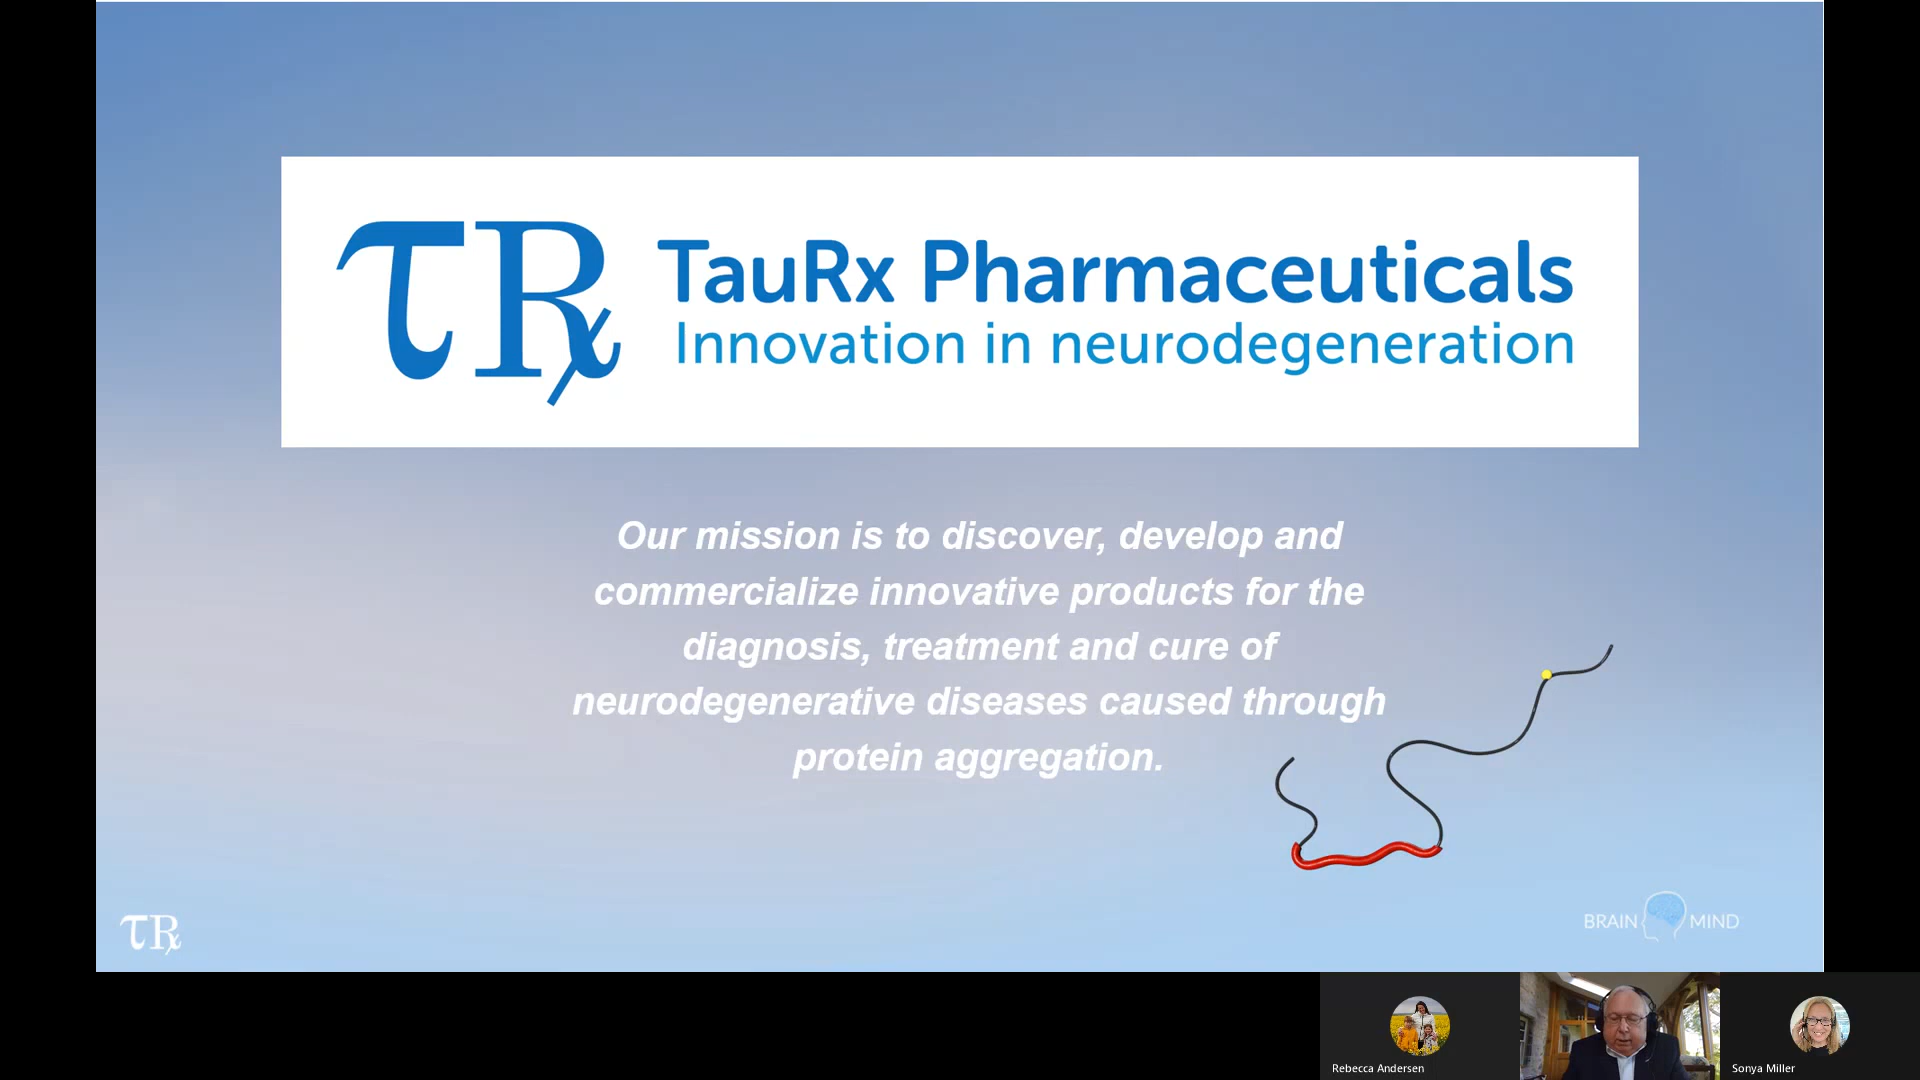 τRx
TauRx Pharmaceuticals
Innovation in neurodegeneration
Our mission is to discover, develop and
commercialize innovative products for the
diagnosis, treatment and cure of
neurodegenerative diseases caused through
protein aggregation.
τRx
BRAIN MIND
Rebecca Andersen
Sonya Miller